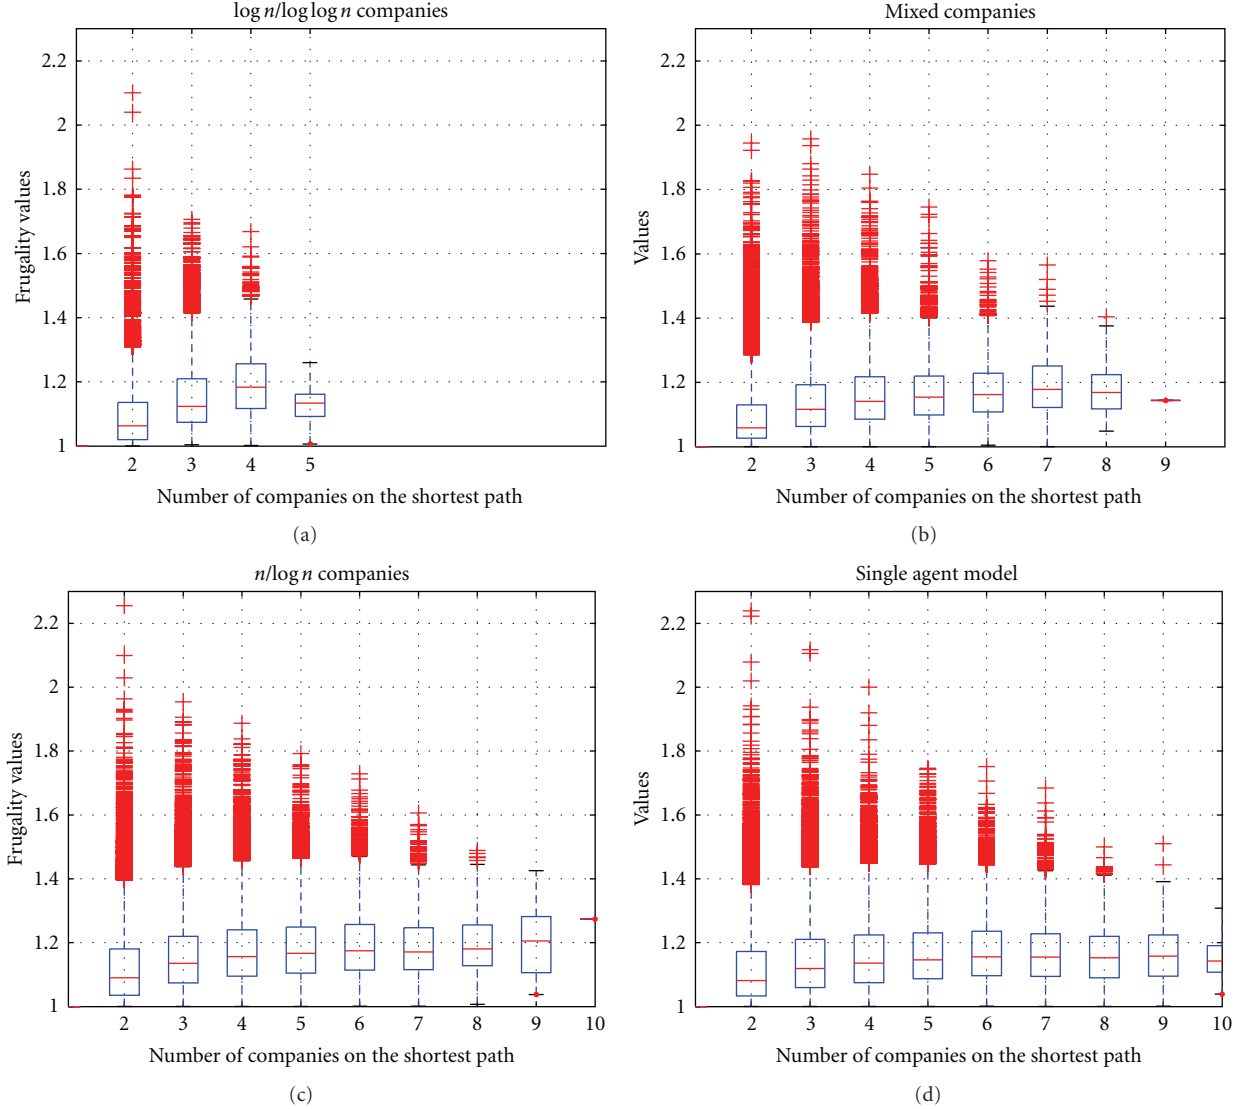 log n/log log n companies
2.2
2
1.8
1.6
1.4
1.2
1
Frugality values
2 3 4 5
Number of companies on the shortest path
(a)
Mixed companies
2.2
2
1.8
1.6
1.4
1.2
1
Values
2 3 4 5 6 7 8 9
Number of companies on the shortest path
(b)
n/log n companies
2.2
2
1.8
1.6
1.4
1.2
1
Frugality values
2 3 4 5 6 7 8 9 10
Number of companies on the shortest path
(c)
Single agent model
2.2
2
1.8
1.6
1.4
1.2
1
Values
2 3 4 5 6 7 8 9 10
Number of companies on the shortest path
(d)